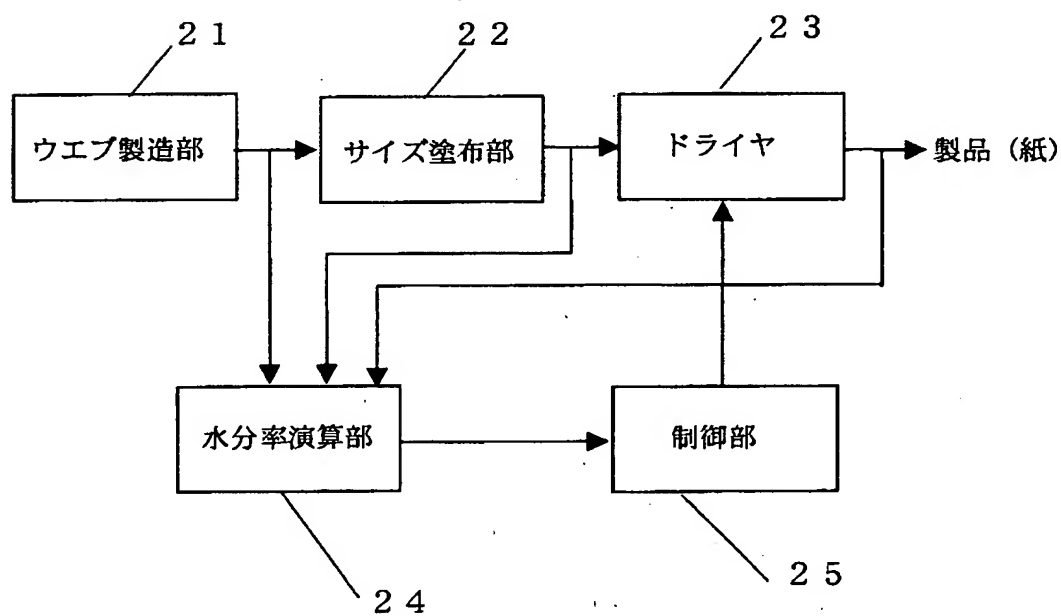 21
22
23
ウエブ製造部
サイズ塗布部
ドライヤ
製品（紙）
水分率演算部
制御部
24
25